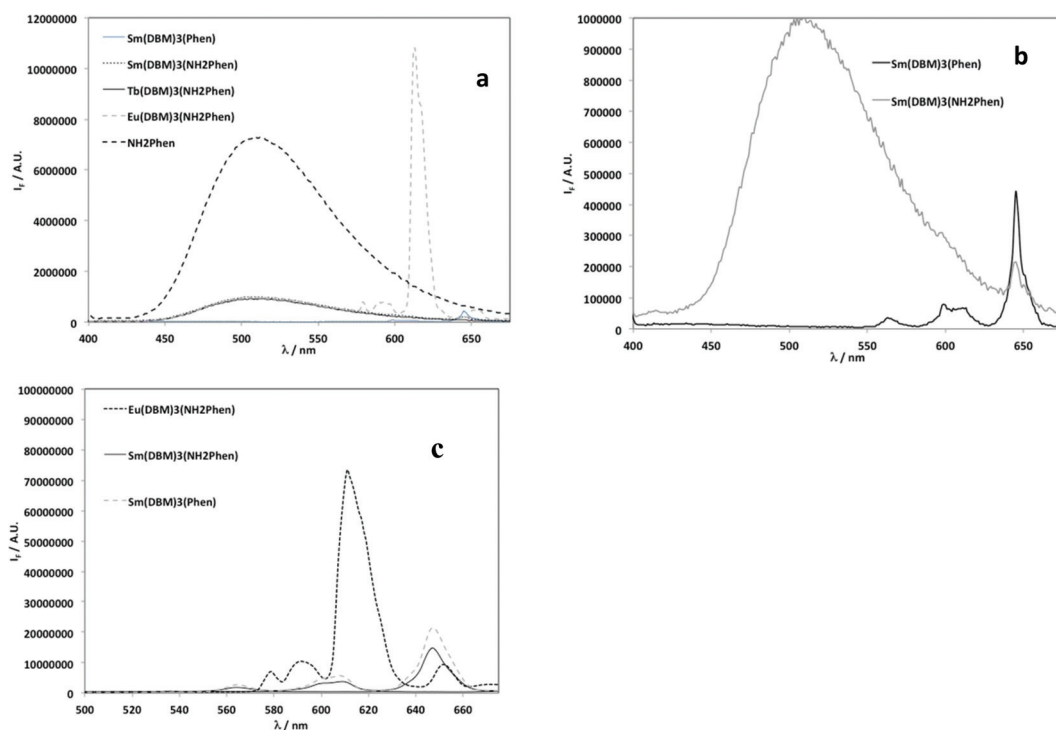 12000000
10000000
8000000
6000000
4000000
2000000
0
I_F / A.U.
Sm(DBM)3(Phen)
Sm(DBM)3(NH2Phen)
Tb(DBM)3(NH2Phen)
Eu(DBM)3(NH2Phen)
NH2Phen
a
400 450 500 550 600 650
λ / nm
1000000
900000
800000
700000
600000
500000
400000
300000
200000
100000
0
I_F / A.U.
Sm(DBM)3(Phen)
Sm(DBM)3(NH2Phen)
b
400 450 500 550 600 650
λ / nm
100000000
90000000
80000000
70000000
60000000
50000000
40000000
30000000
20000000
10000000
0
I_F / A.U.
Eu(DBM)3(NH2Phen)
Sm(DBM)3(NH2Phen)
Sm(DBM)3(Phen)
c
500 520 540 560 580 600 620 640 660
λ / nm